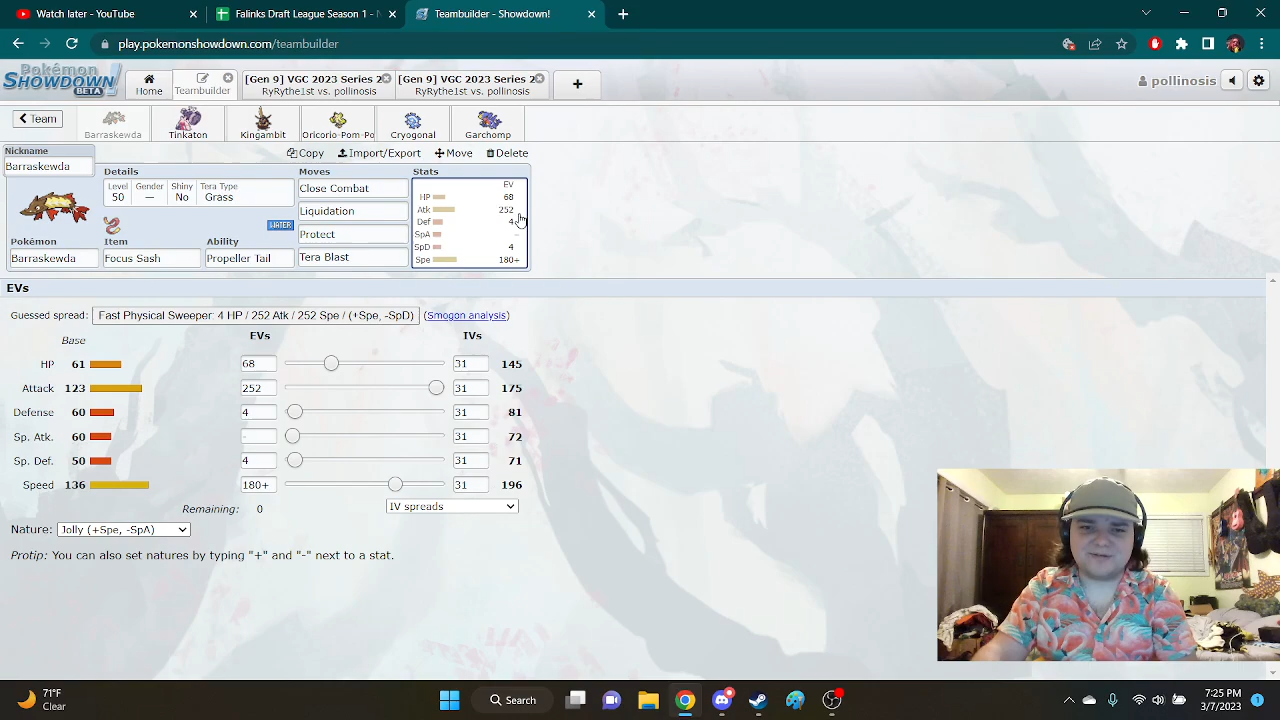 Watch later - YouTube
Falinks Draft League Season 1 -
Teambuilder - Showdown!
play.pokemonshowdown.com/teambuilder
Pokémon
SHOWDOWN!
BETA
Home
Teambuilder
[Gen 9] VGC 2023 Series 2
RyRythe1st vs. pollinosis
[Gen 9] VGC 2023 Series 2
RyRythe1st vs. pollinosis
+
pollinosis
Team
Barraskewda
Tinkaton
Kingambit
Oricorio-Pom-Po
Cryogonal
Garchomp
Copy
Import/Export
Move
Delete
Nickname
Barraskewda
Details
Level
50
Gender
—
Shiny
No
Tera Type
Grass
WATER
Pokémon
Barraskewda
Item
Focus Sash
Ability
Propeller Tail
Moves
Close Combat
Liquidation
Protect
Tera Blast
Stats
EV
HP 68
Atk 252
Def 4
SpA -
SpD 4
Spe 180+
EVs
Guessed spread: Fast Physical Sweeper: 4 HP / 252 Atk / 252 Spe / (+Spe, -SpD) (Smogon analysis)
Base EVs IVs
HP 61 68 31 145
Attack 123 252 31 175
Defense 60 4 31 81
Sp. Atk. 60 - 31 72
Sp. Def. 50 4 31 71
Speed 136 180+ 31 196
Remaining: 0
IV spreads
Nature: Jolly (+Spe, -SpA)
Protip: You can also set natures by typing "+" and "-" next to a stat.
71°F
Clear
Search
7:25 PM
3/7/2023
1